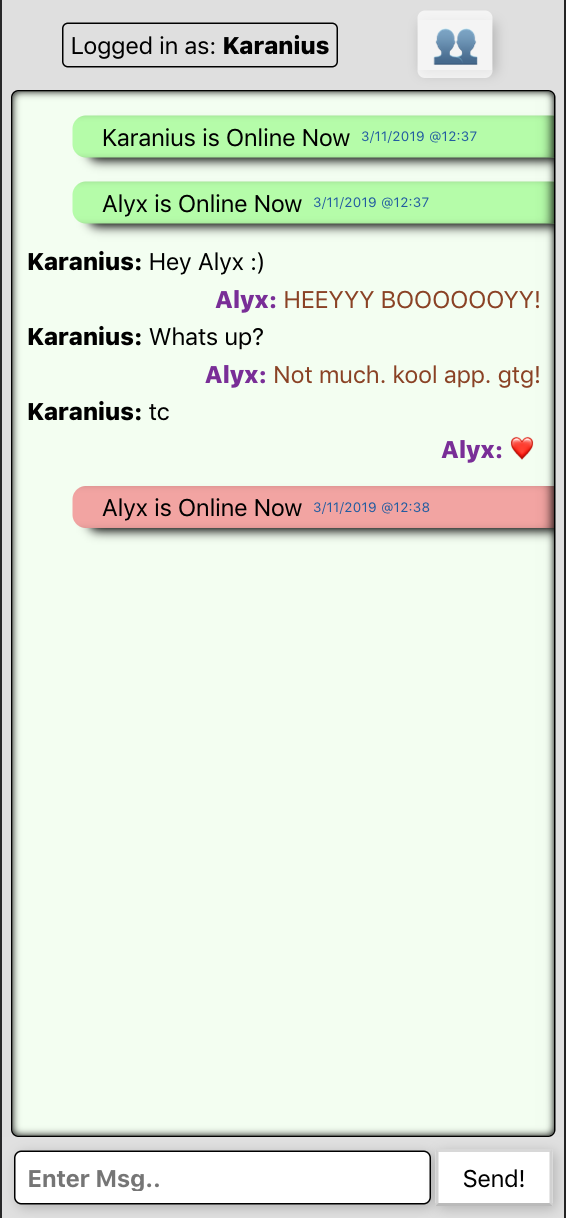 Logged in as: Karanius
Karanius is Online Now 3/11/2019 @12:37
Alyx is Online Now 3/11/2019 @12:37
Karanius: Hey Alyx :)
Alyx: HEEYYY BOOOOOOYY!
Karanius: Whats up?
Alyx: Not much. kool app. gtg!
Karanius: tc
Alyx: ❤️
Alyx is Online Now 3/11/2019 @12:38
Enter Msg..
Send!